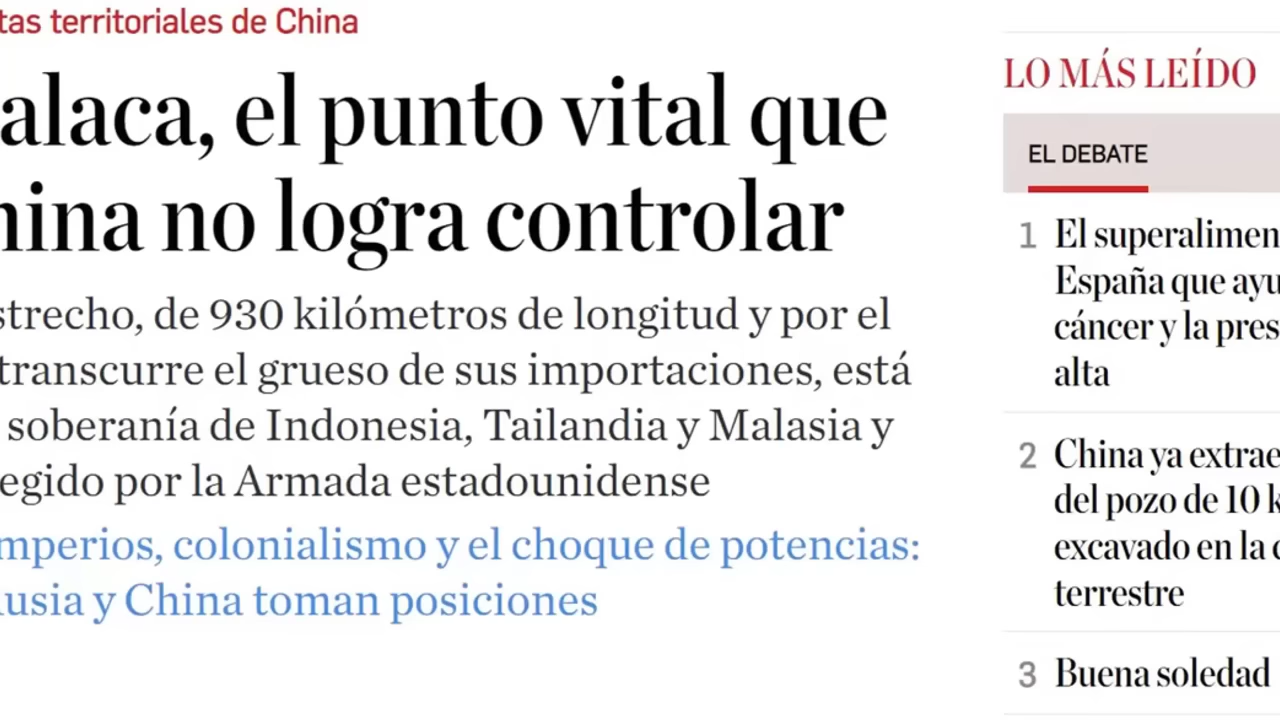 tas territoriales de China
alaca, el punto vital que
hina no logra controlar
strecho, de 930 kilómetros de longitud y por el
transcurre el grueso de sus importaciones, está
soberanía de Indonesia, Tailandia y Malasia y
egido por la Armada estadounidense
mperios, colonialismo y el choque de potencias:
usia y China toman posiciones
LO MÁS LEÍDO
EL DEBATE
1 El superalimen
España que ayu
cáncer y la pres
alta
2 China ya extrae
del pozo de 10 k
excavado en la c
terrestre
3 Buena soledad